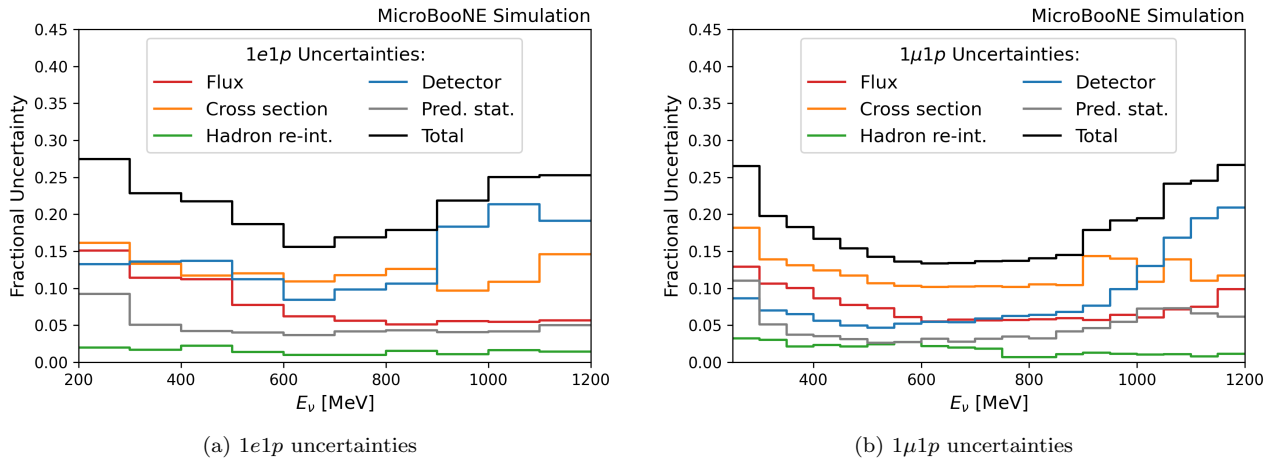 MicroBooNE Simulation
0.45
0.40
0.35
0.30
0.25
0.20
0.15
0.10
0.05
0.00
Fractional Uncertainty
1e1p Uncertainties:
Flux
Cross section
Hadron re-int.
Detector
Pred. stat.
Total
200 400 600 800 1000 1200
Eν [MeV]
(a) 1e1p uncertainties
MicroBooNE Simulation
0.45
0.40
0.35
0.30
0.25
0.20
0.15
0.10
0.05
0.00
Fractional Uncertainty
1μ1p Uncertainties:
Flux
Cross section
Hadron re-int.
Detector
Pred. stat.
Total
400 600 800 1000 1200
Eν [MeV]
(b) 1μ1p uncertainties